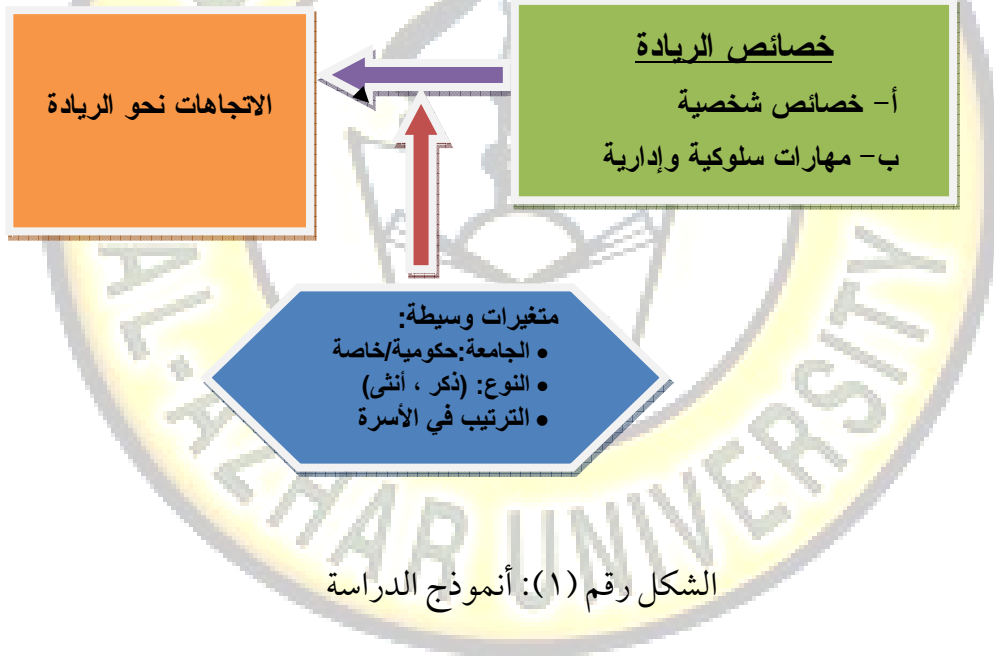 خصائص الريادة
أ- خصائص شخصية
ب- مهارات سلوكية وإدارية
الاتجاهات نحو الريادة
متغيرات وسيطة:
• الجامعة:حكومية/خاصة
• النوع: (ذكر ، أنثى)
• الترتيب في الأسرة
AL-AZHAR UNIVERSITY
الشكل رقم (١): أنموذج الدراسة